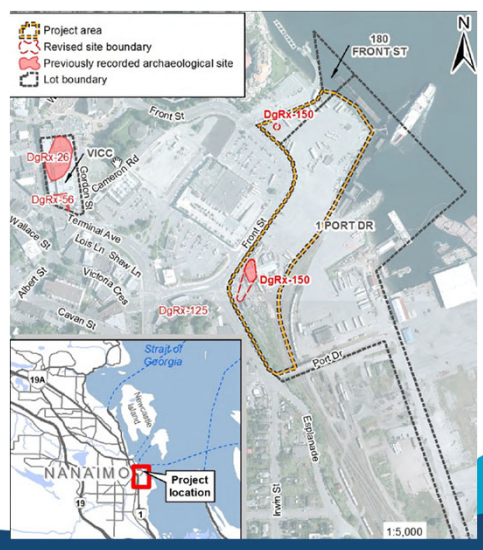 Project area
Revised site boundary
Previously recorded archaeological site
Lot boundary
N
180
FRONT ST
Front St
DgRx-150
DgRx-26
VICC
Gordon St
Cameron Rd
DgRx-56
Terminal Ave
Wallace St
Lois Ln
Shaw Ln
Front St
1 PORT DR
Albert St
Victoria Cres
DgRx-150
DgRx-125
Cavan St
Port Dr
Esplanade
Irwin St
Strait of
Georgia
19A
Newcastle
Island
NANAIMO
Project
location
19
1
1:5,000